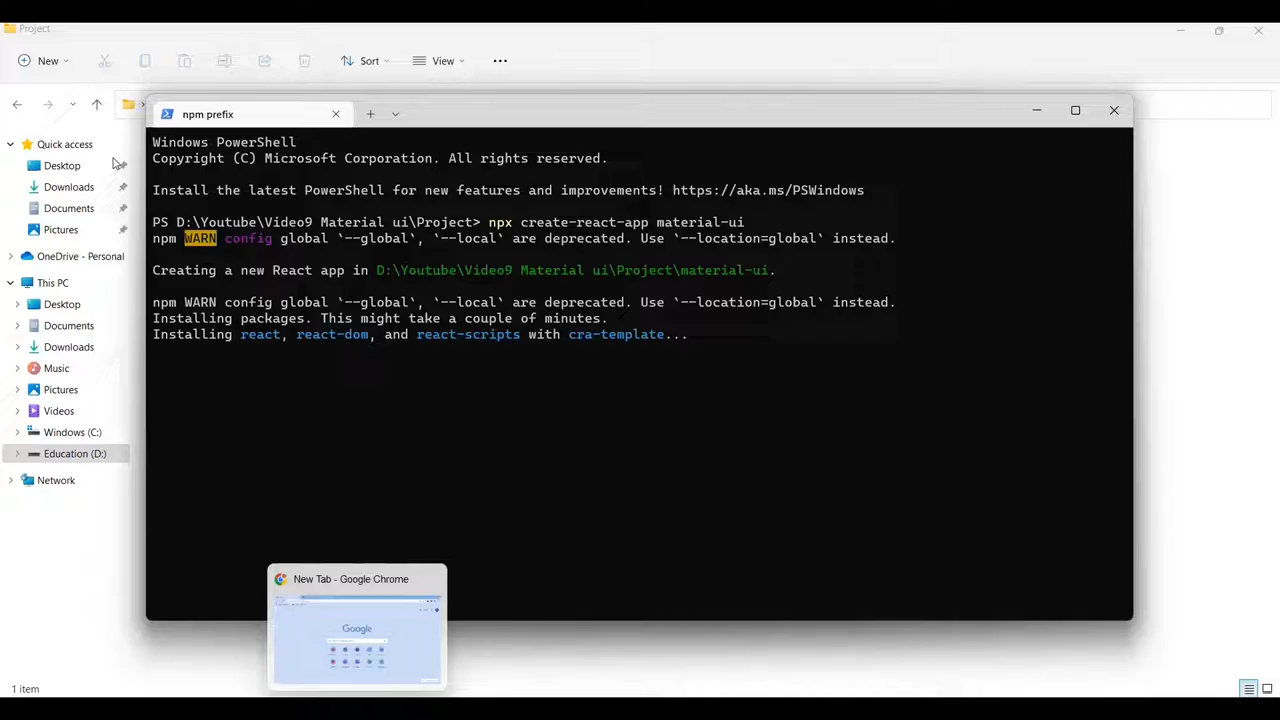 Project
New
Sort
View
Quick access
Desktop
Downloads
Documents
Pictures
OneDrive - Personal
This PC
Desktop
Documents
Downloads
Music
Pictures
Videos
Windows (C:)
Education (D:)
Network
1 item
npm prefix
Windows PowerShell
Copyright (C) Microsoft Corporation. All rights reserved.
Install the latest PowerShell for new features and improvements! https://aka.ms/PSWindows
PS D:\Youtube\Video9 Material ui\Project> npx create-react-app material-ui
npm WARN config global `--global`, `--local` are deprecated. Use `--location=global` instead.
Creating a new React app in D:\Youtube\Video9 Material ui\Project\material-ui.
npm WARN config global `--global`, `--local` are deprecated. Use `--location=global` instead.
Installing packages. This might take a couple of minutes.
Installing react, react-dom, and react-scripts with cra-template...
New Tab - Google Chrome
Google